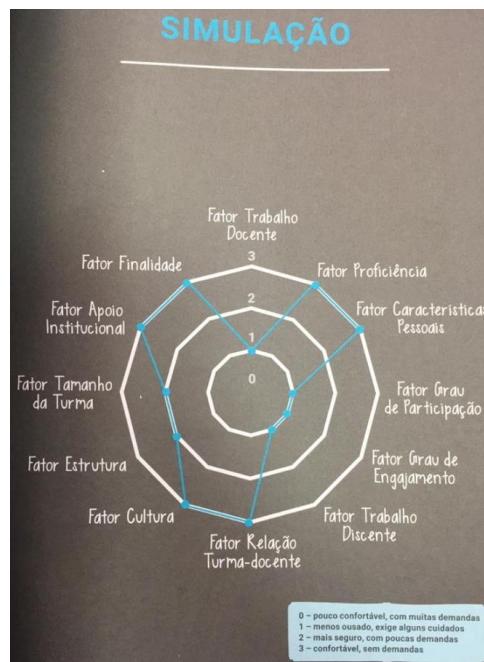 SIMULAÇÃO
Fator Trabalho
Docente
Fator Finalidade
3
Fator Proficiência
Fator Apoio
Institucional
2
Fator Características
Pessoais
1
0
Fator Tamanho
da Turma
Fator Grau
de Participação
Fator Estrutura
Fator Grau de
Engajamento
Fator Cultura
Fator Trabalho
Discente
Fator Relação
Turma-docente
0 – pouco confortável, com muitas demandas
1 – menos ousado, exige alguns cuidados
2 – mais seguro, com poucas demandas
3 – confortável, sem demandas